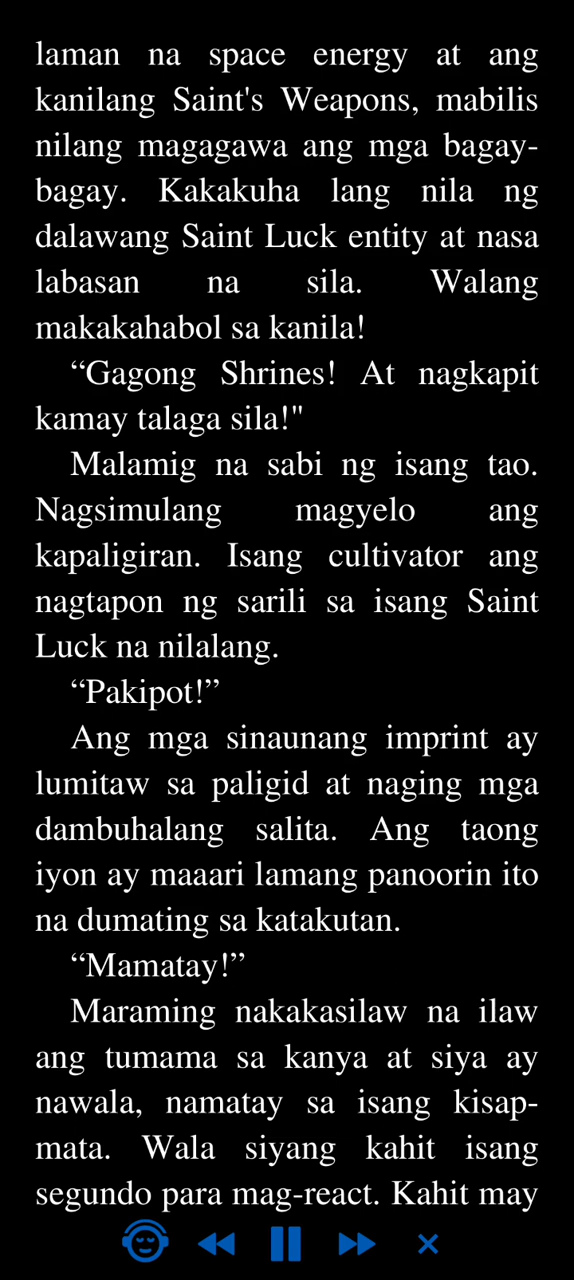 laman na space energy at ang
kanilang Saint's Weapons, mabilis
nilang magagawa ang mga bagay-
bagay. Kakakuha lang nila ng
dalawang Saint Luck entity at nasa
labasan na sila. Walang
makakahabol sa kanila!
“Gagong Shrines! At nagkapit
kamay talaga sila!"
Malamig na sabi ng isang tao.
Nagsimulang magyelo ang
kapaligiran. Isang cultivator ang
nagtapon ng sarili sa isang Saint
Luck na nilalang.
“Pakipot!”
Ang mga sinaunang imprint ay
lumitaw sa paligid at naging mga
dambuhalang salita. Ang taong
iyon ay maaari lamang panoorin ito
na dumating sa katakutan.
“Mamatay!”
Maraming nakakasilaw na ilaw
ang tumama sa kanya at siya ay
nawala, namatay sa isang kisap-
mata. Wala siyang kahit isang
segundo para mag-react. Kahit may